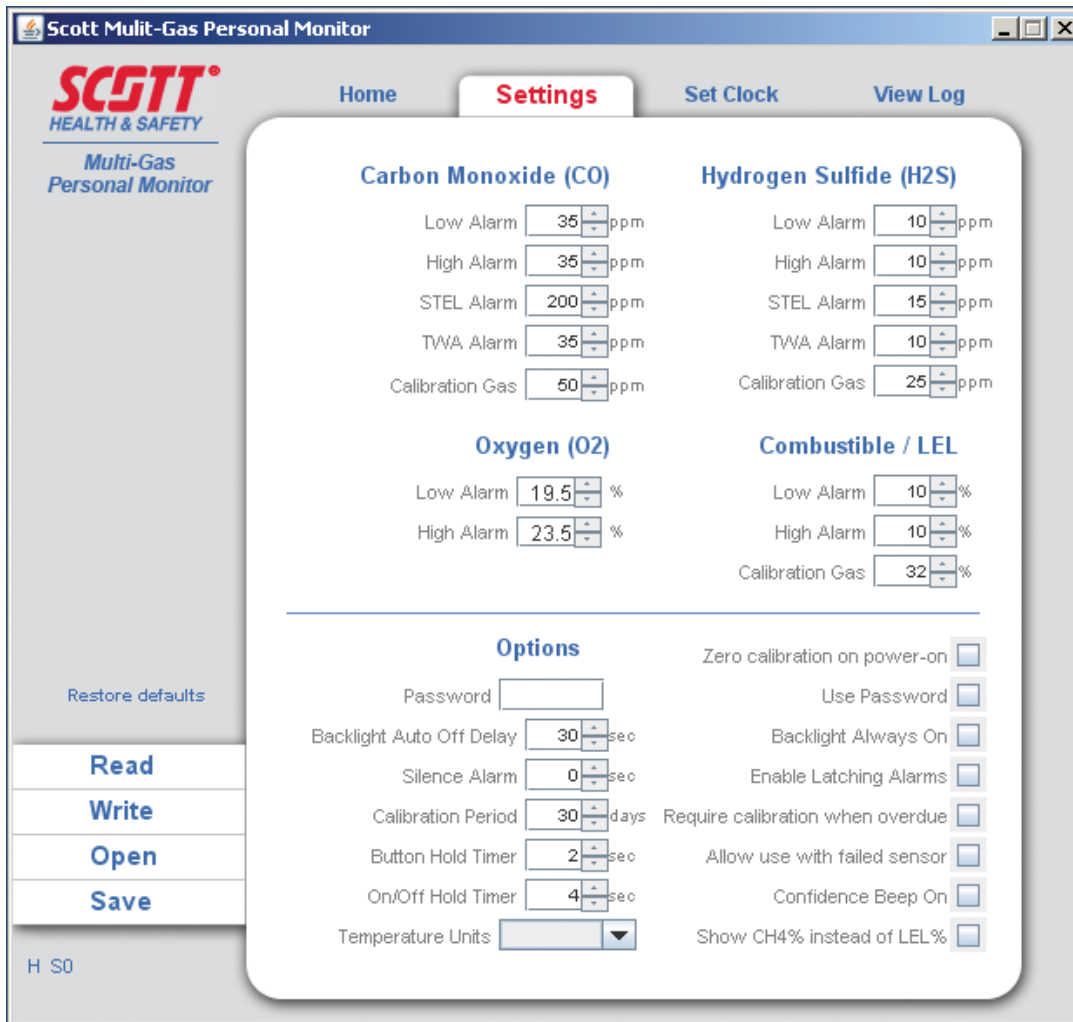 Scott Mulit-Gas Personal Monitor
SCOTT®
HEALTH & SAFETY
Multi-Gas
Personal Monitor
Home
Settings
Set Clock
View Log
Carbon Monoxide (CO)
Low Alarm 35 ppm
High Alarm 35 ppm
STEL Alarm 200 ppm
TWA Alarm 35 ppm
Calibration Gas 50 ppm
Hydrogen Sulfide (H2S)
Low Alarm 10 ppm
High Alarm 10 ppm
STEL Alarm 15 ppm
TWA Alarm 10 ppm
Calibration Gas 25 ppm
Oxygen (O2)
Low Alarm 19.5 %
High Alarm 23.5 %
Combustible / LEL
Low Alarm 10 %
High Alarm 10 %
Calibration Gas 32 %
Options
Password
Backlight Auto Off Delay 30 sec
Silence Alarm 0 sec
Calibration Period 30 days
Button Hold Timer 2 sec
On/Off Hold Timer 4 sec
Temperature Units
Zero calibration on power-on
Use Password
Backlight Always On
Enable Latching Alarms
Require calibration when overdue
Allow use with failed sensor
Confidence Beep On
Show CH4% instead of LEL%
Restore defaults
Read
Write
Open
Save
H S0